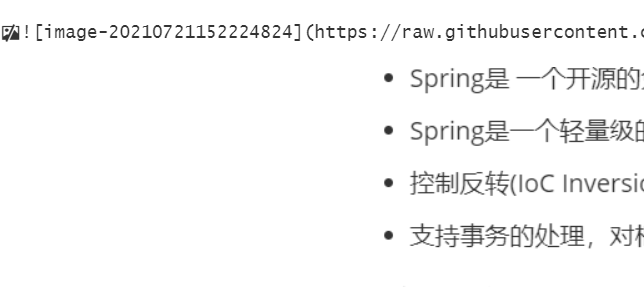 ![image-20210721152224824](https://raw.githubusercontent.
• Spring是 一个开源的
• Spring是一个轻量级
• 控制反转(IoC Inversi
• 支持事务的处理，对